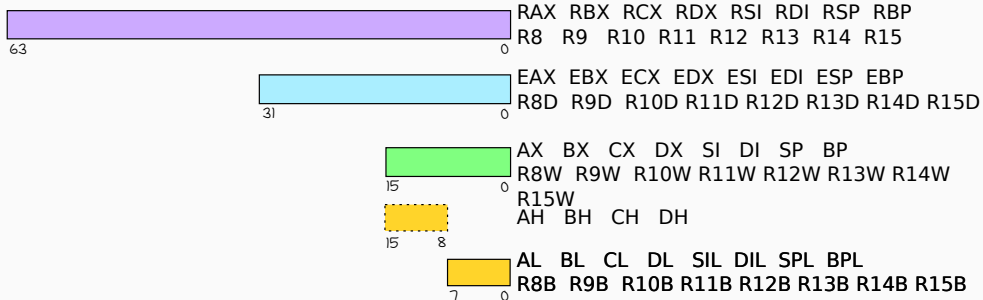 RAX RBX RCX RDX RSI RDI RSP RBP
R8 R9 R10 R11 R12 R13 R14 R15
63 0
EAX EBX ECX EDX ESI EDI ESP EBP
R8D R9D R10D R11D R12D R13D R14D R15D
31 0
AX BX CX DX SI DI SP BP
R8W R9W R10W R11W R12W R13W R14W
R15W
15 0
AH BH CH DH
15 8
AL BL CL DL SIL DIL SPL BPL
R8B R9B R10B R11B R12B R13B R14B R15B
7 0